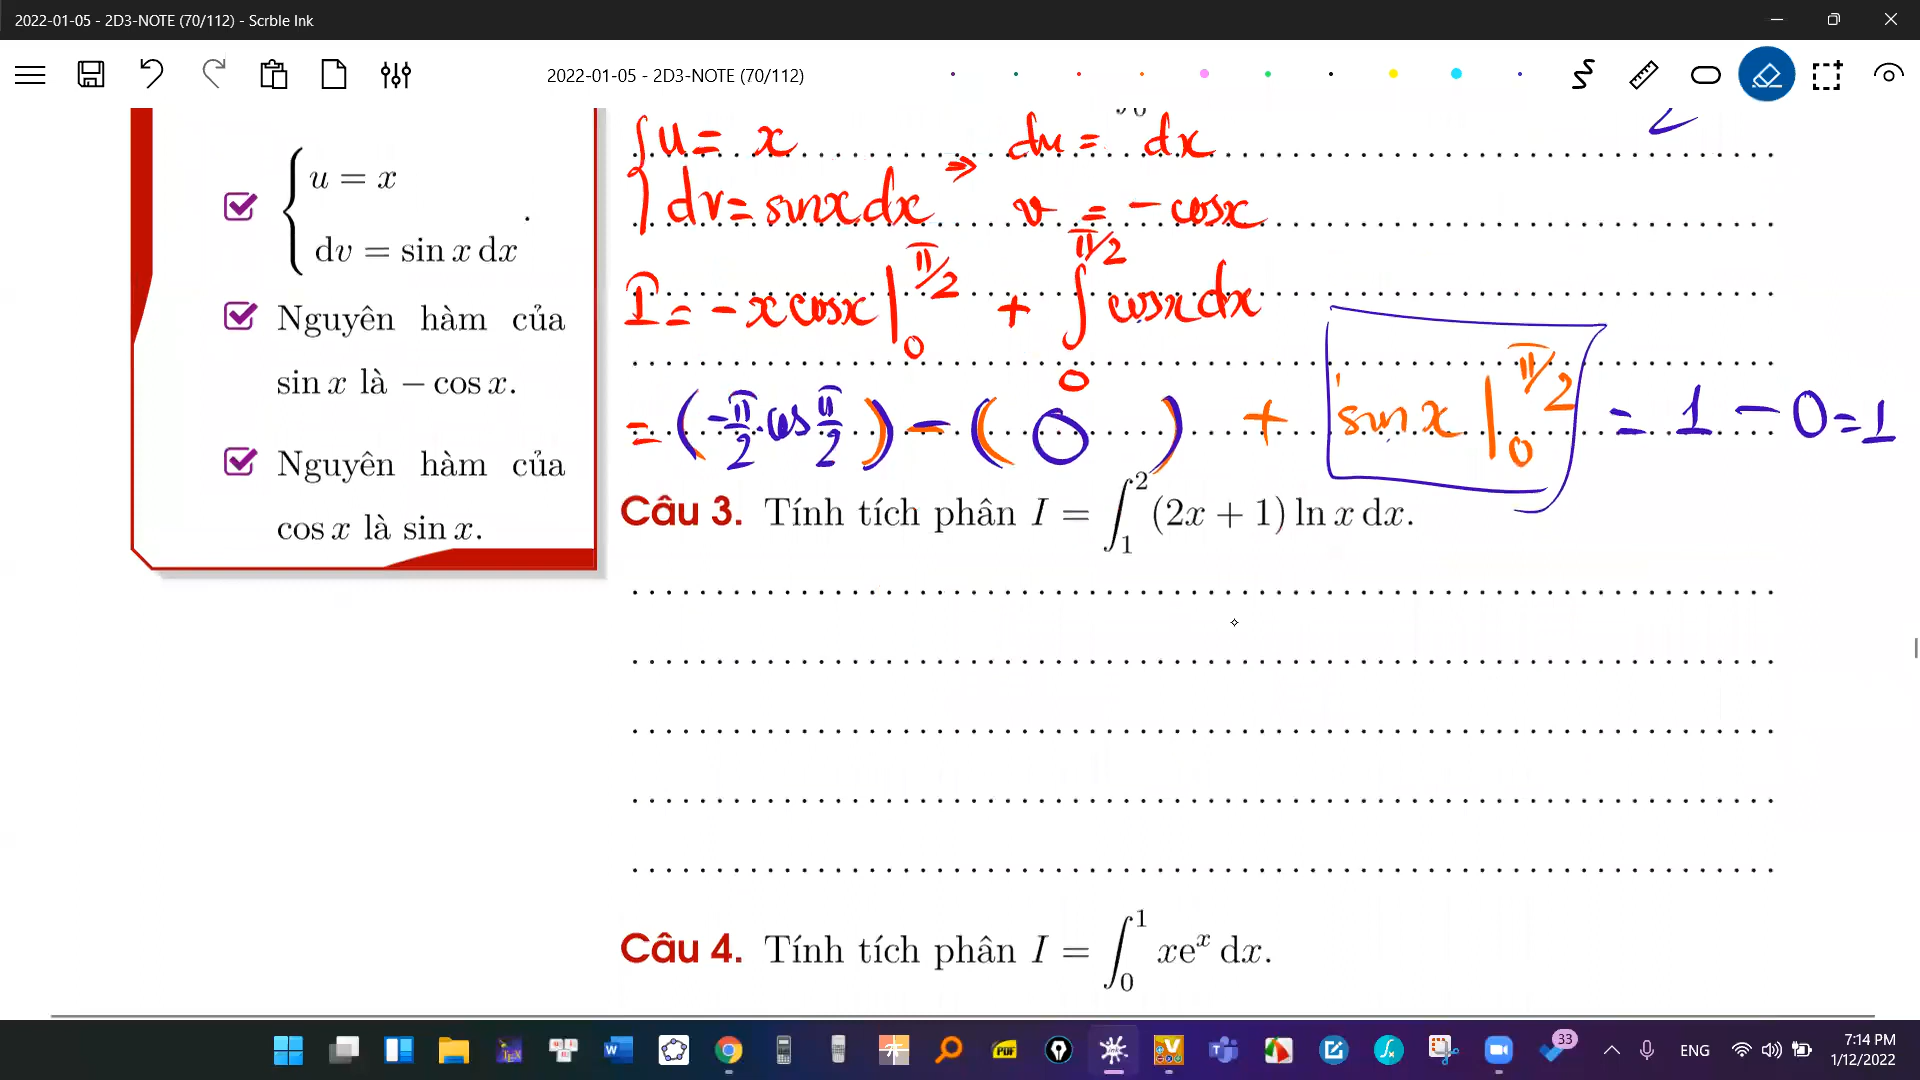 2022-01-05 - 2D3-NOTE (70/112) - Scrble Ink
2022-01-05 - 2D3-NOTE (70/112)
u = x
dv = sin x dx .
Nguyên hàm của
sin x là − cos x.
Nguyên hàm của
cos x là sin x.
{ u = x ⇒ du = dx
{ dv = sinx dx v = -cosx
I = -x cosx |_0^{π/2} + ∫_0^{π/2} cosx dx
= (-π/2 . cos π/2) - (0) + sin x |_0^{π/2} = 1 - 0 = 1
Câu 3. Tính tích phân I = ∫_1^2 (2x + 1) ln x dx.
Câu 4. Tính tích phân I = ∫_0^1 xe^x dx.
33
ENG
7:14 PM
1/12/2022